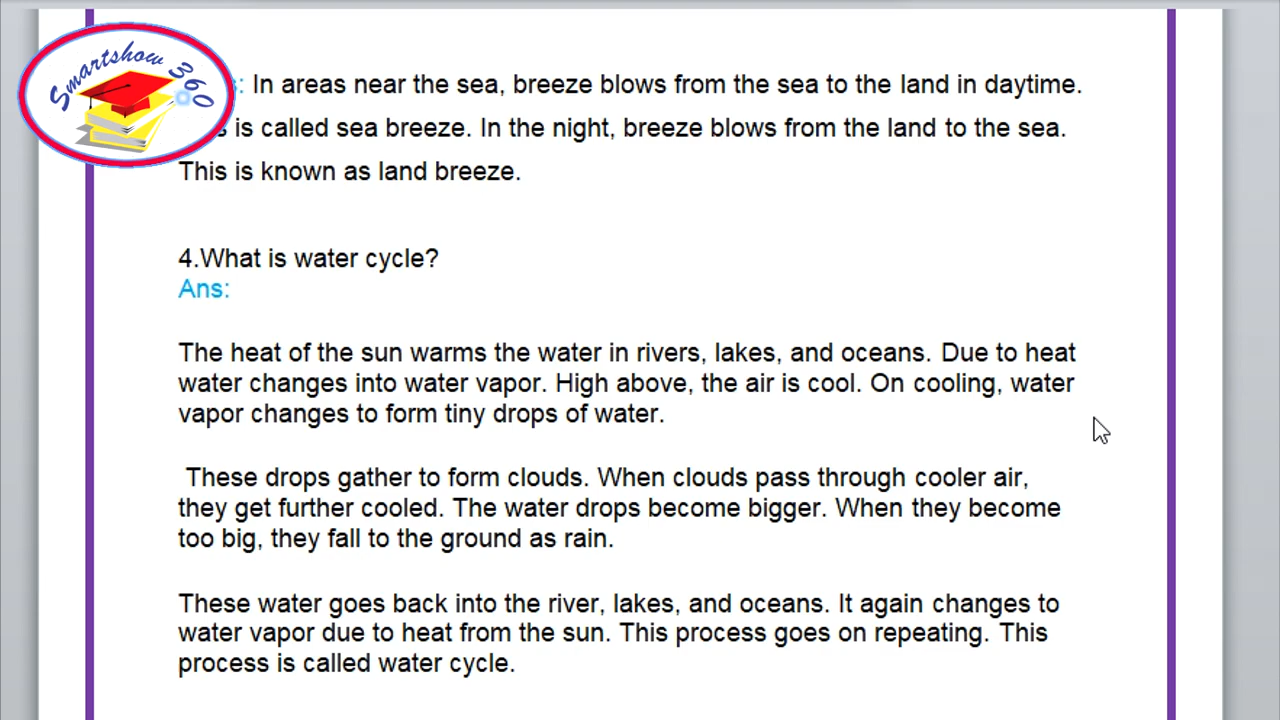 Smartshow 360
s: In areas near the sea, breeze blows from the sea to the land in daytime.
s is called sea breeze. In the night, breeze blows from the land to the sea.
This is known as land breeze.
4.What is water cycle?
Ans:
The heat of the sun warms the water in rivers, lakes, and oceans. Due to heat
water changes into water vapor. High above, the air is cool. On cooling, water
vapor changes to form tiny drops of water.
These drops gather to form clouds. When clouds pass through cooler air,
they get further cooled. The water drops become bigger. When they become
too big, they fall to the ground as rain.
These water goes back into the river, lakes, and oceans. It again changes to
water vapor due to heat from the sun. This process goes on repeating. This
process is called water cycle.